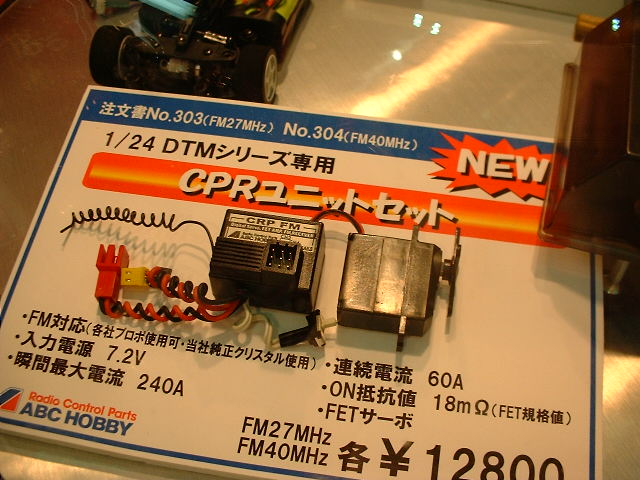 注文書No.303(FM27MHz) No.304(FM40MHz)
1/24 DTMシリーズ専用
NEW
CPRユニットセット
CRP FM
ABC HOBBY
・FM対応(各社プロポ使用可・当社純正クリスタル使用)
・入力電源 7.2V
・瞬間最大電流 240A
・連続電流 60A
・ON抵抗値 18mΩ(FET規格値)
・FETサーボ
Radio Control Parts
ABC HOBBY
FM27MHz
FM40MHz 各¥12800